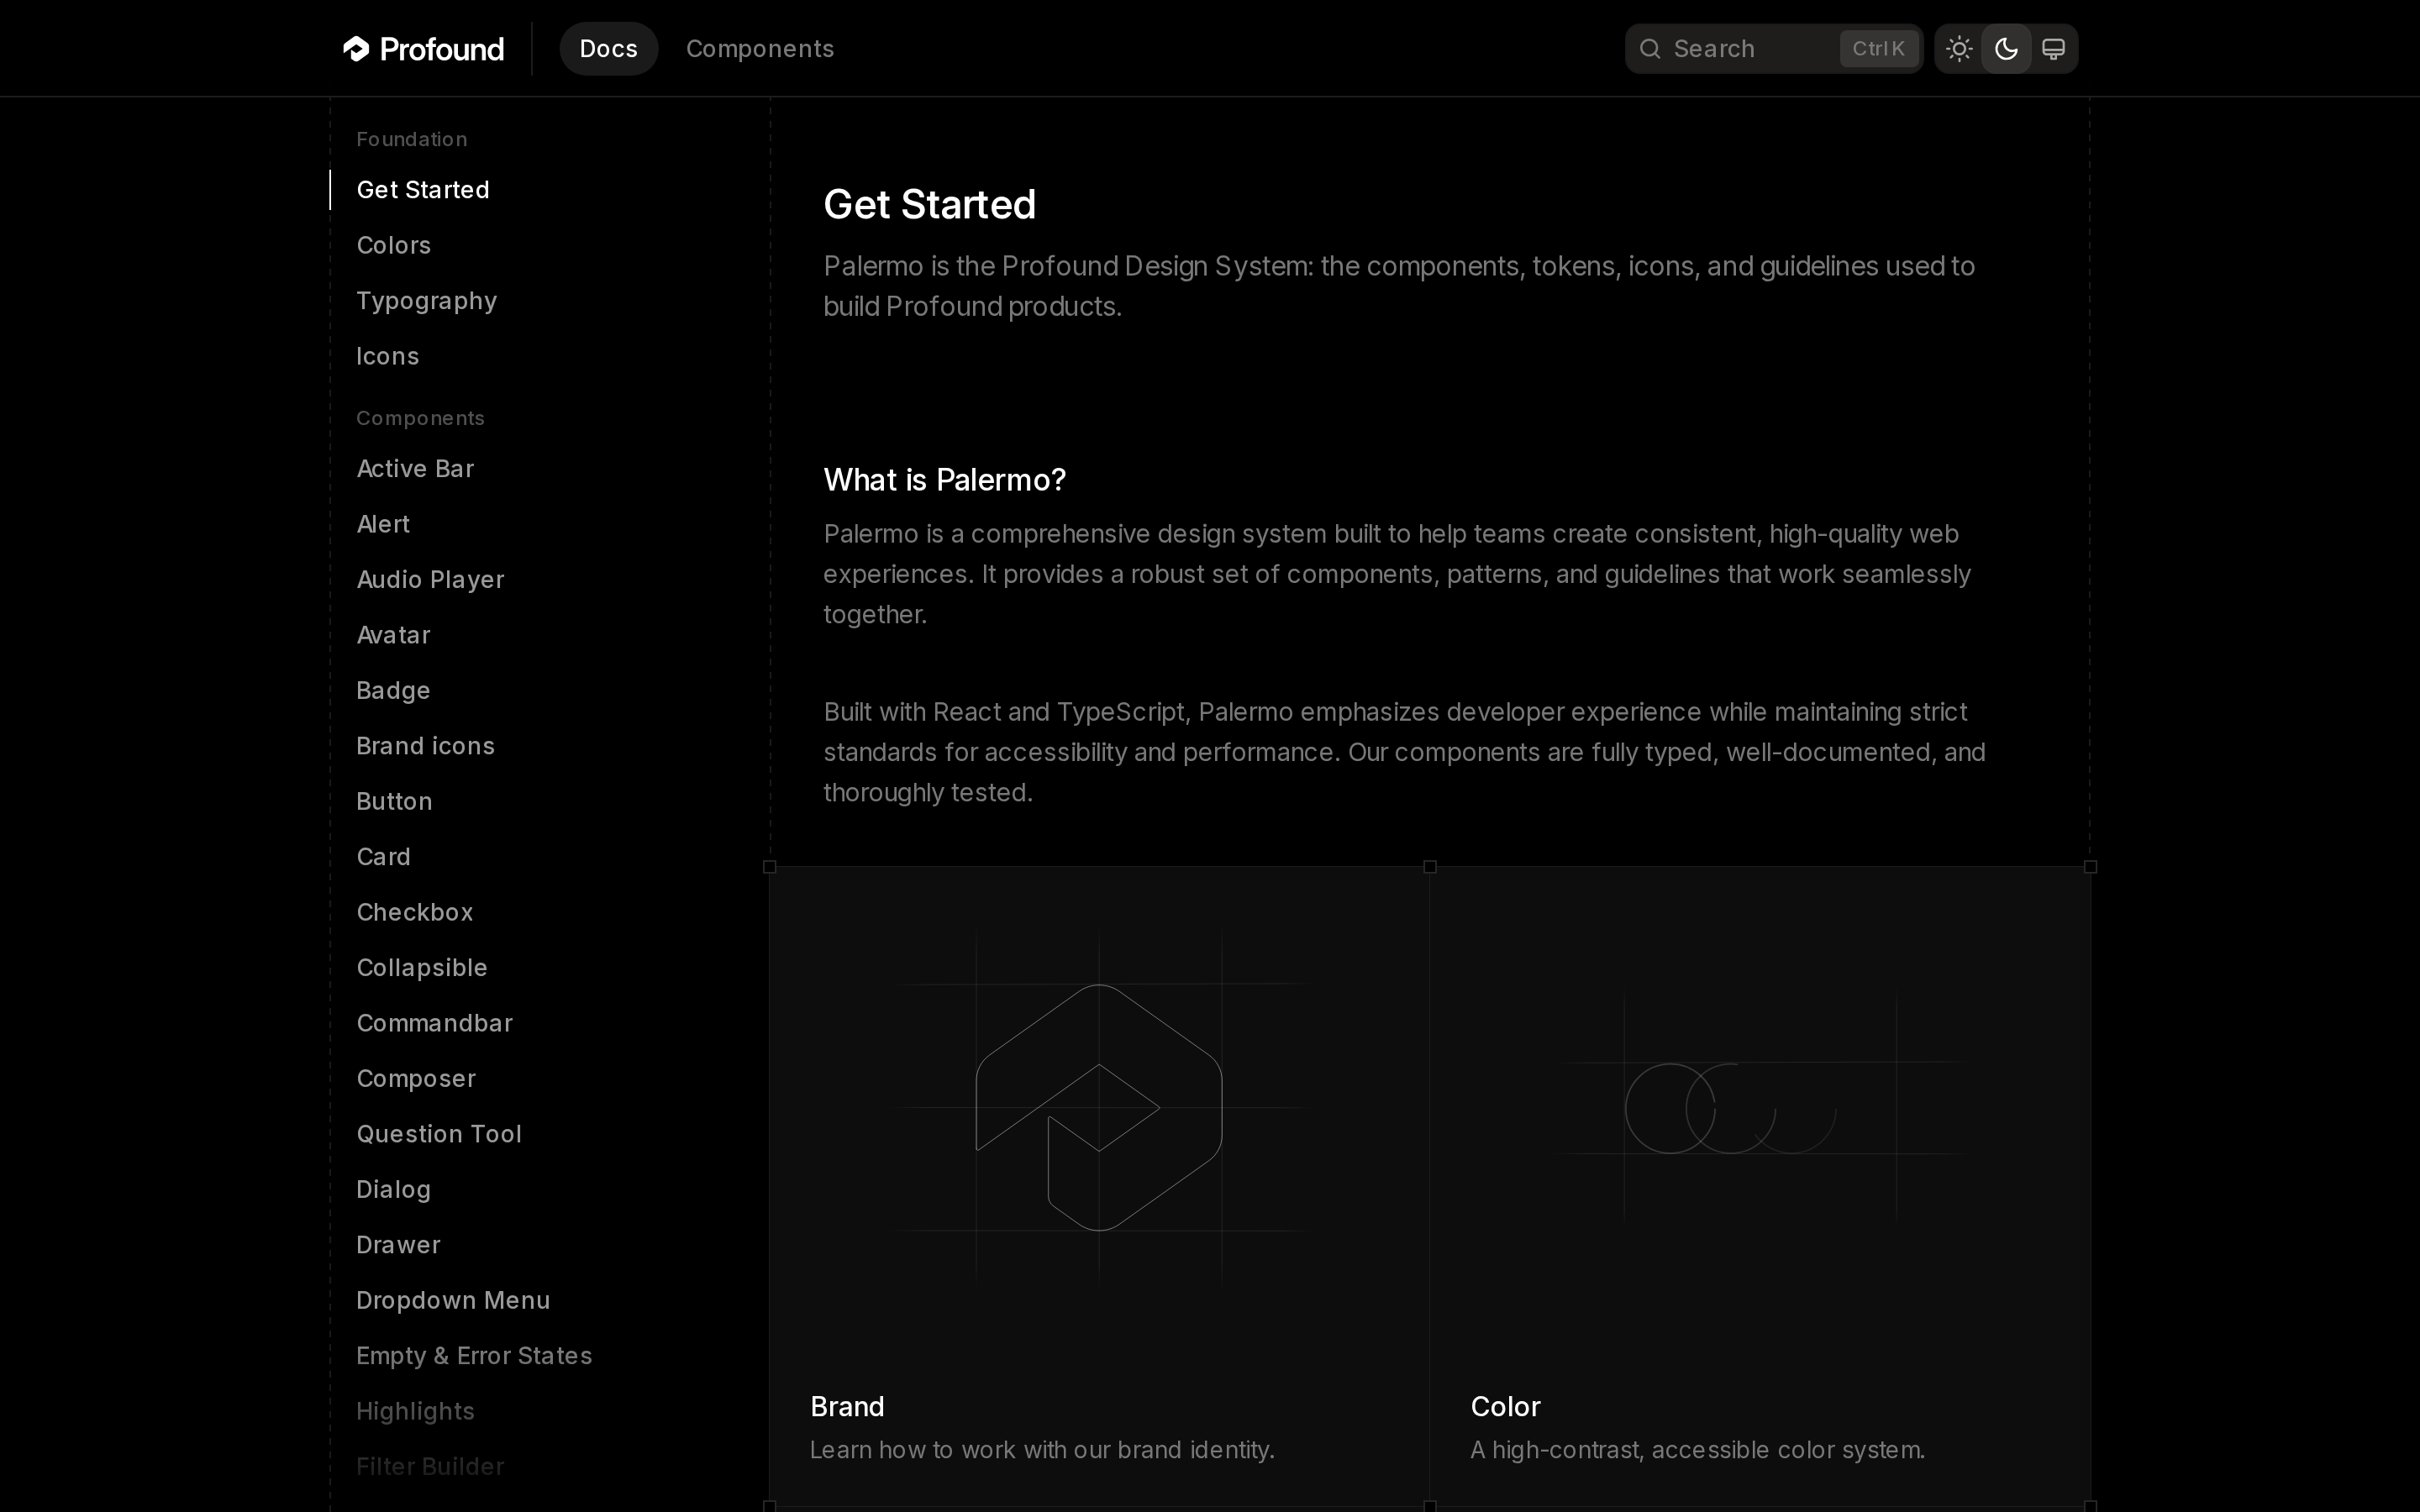 Profound
Docs
Components
Search
Ctrl K
Foundation
Get Started
Colors
Typography
Icons
Components
Active Bar
Alert
Audio Player
Avatar
Badge
Brand icons
Button
Card
Checkbox
Collapsible
Commandbar
Composer
Question Tool
Dialog
Drawer
Dropdown Menu
Empty & Error States
Highlights
Filter Builder
Get Started
Palermo is the Profound Design System: the components, tokens, icons, and guidelines used to
build Profound products.
What is Palermo?
Palermo is a comprehensive design system built to help teams create consistent, high-quality web
experiences. It provides a robust set of components, patterns, and guidelines that work seamlessly
together.
Built with React and TypeScript, Palermo emphasizes developer experience while maintaining strict
standards for accessibility and performance. Our components are fully typed, well-documented, and
thoroughly tested.
Brand
Learn how to work with our brand identity.
Color
A high-contrast, accessible color system.